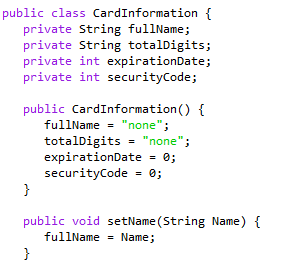 public class CardInformation {
private String fullName;
private String totalDigits;
private int expirationDate;
private int securityCode;
public CardInformation() {
fullName = "none";
totalDigits = "none";
expirationDate = 0;
securityCode = 0;
}
public void setName(String Name) {
fullName = Name;
}